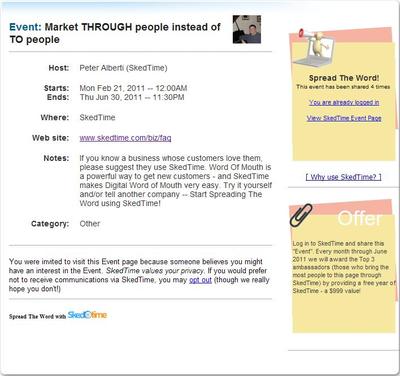 Event: Market THROUGH people instead of
TO people
Host: Peter Alberti (SkedTime)
Starts: Mon Feb 21, 2011 -- 12:00AM
Ends: Thu Jun 30, 2011 -- 11:30PM
Where: SkedTime
Web site: www.skedtime.com/biz/faq
Notes: If you know a business whose customers love them,
please suggest they use SkedTime. Word Of Mouth is
a powerful way to get new customers - and SkedTime
makes Digital Word of Mouth very easy. Try it yourself
and/or tell another company -- Start Spreading The
Word using SkedTime!
Category: Other
You were invited to visit this Event page because someone believes you might
have an interest in the Event. SkedTime values your privacy. If you would prefer
not to receive communications via SkedTime, you may opt out (though we really
hope you don't!)
Spread The Word with SkedTime
Spread The Word!
This event has been shared 4 times
You are already logged in
View SkedTime Event Page
[ Why use SkedTime? ]
Offer
Log in to SkedTime and share this
"Event". Every month through June
2011 we will award the Top 3
ambassadors (those who bring the
most people to this page through
SkedTime) by providing a free year of
SkedTime - a $999 value!